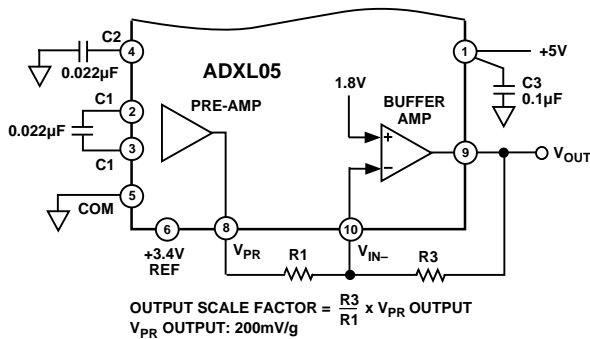 C2
4
0.022µF
ADXL05
1
+5V
C3
0.1µF
2
C1
0.022µF
PRE-AMP
1.8V
BUFFER
AMP
+
−
9
VOUT
3
C1
5
COM
6
+3.4V
REF
8
VPR
10
VIN–
R1
R3
OUTPUT SCALE FACTOR = R3/R1 x VPR OUTPUT
VPR OUTPUT: 200mV/g